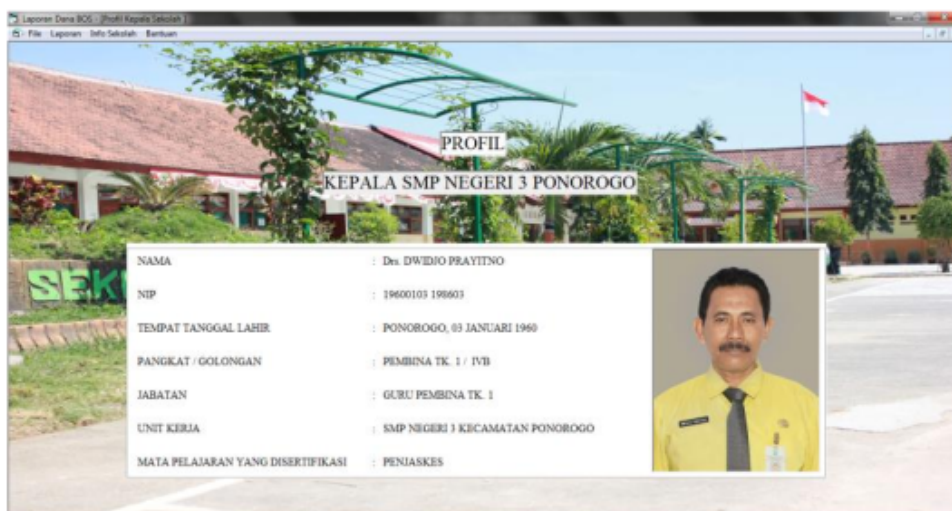 Laporan Dana BOS - [Profil Kepala Sekolah]
File Laporan Info Sekolah Bantuan
PROFIL
KEPALA SMP NEGERI 3 PONOROGO
SEK
NAMA : Drs. DWIDJO PRAYITNO
NIP : 19600103 198603
TEMPAT TANGGAL LAHIR : PONOROGO, 03 JANUARI 1960
PANGKAT / GOLONGAN : PEMBINA TK. 1 / IVB
JABATAN : GURU PEMBINA TK. 1
UNIT KERJA : SMP NEGERI 3 KECAMATAN PONOROGO
MATA PELAJARAN YANG DISERTIFIKASI : PENJASKES